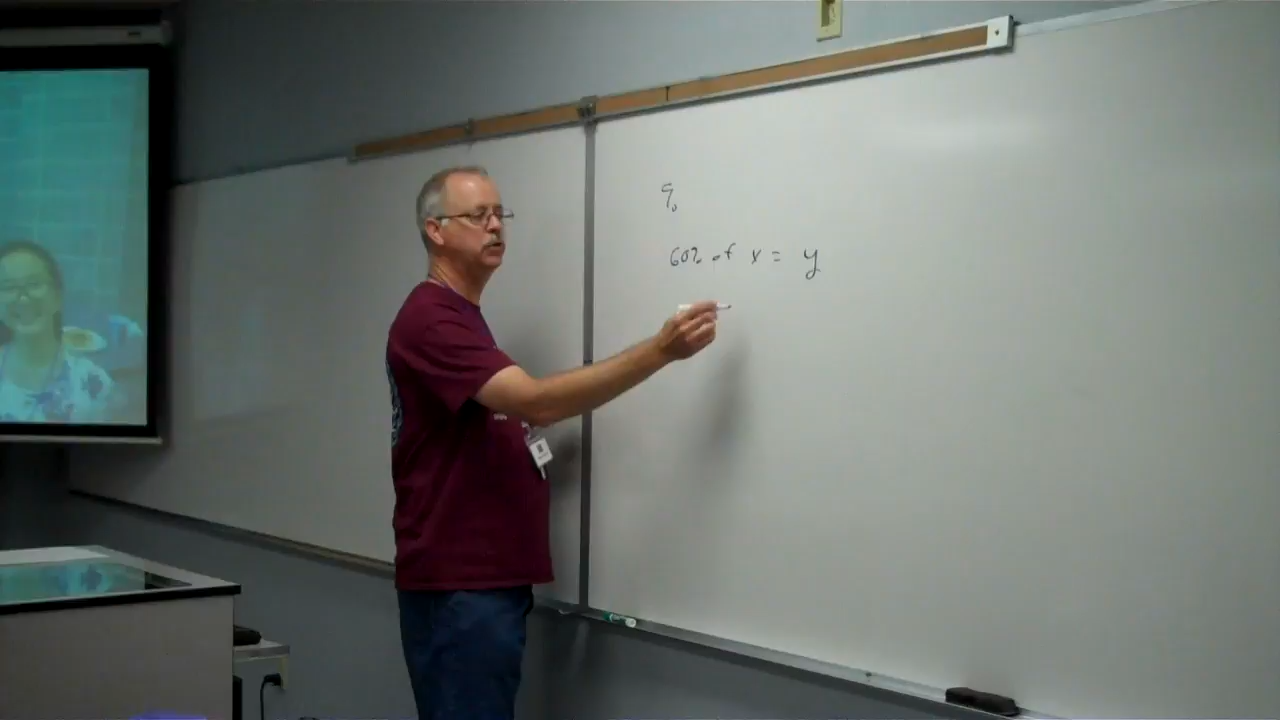 %
60% of x = y